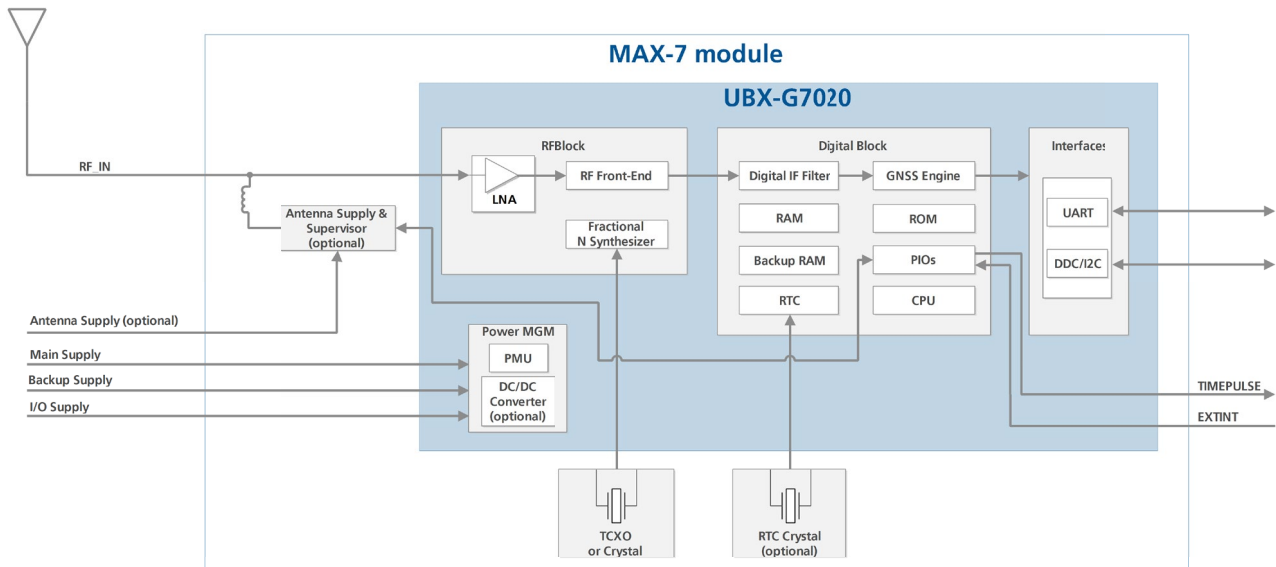 MAX-7 module
UBX-G7020
RFBlock
Digital Block
Interfaces
RF_IN
LNA
RF Front-End
Digital IF Filter
GNSS Engine
Fractional
N Synthesizer
RAM
ROM
UART
Antenna Supply &
Supervisor
(optional)
Backup RAM
PIOs
DDC/I2C
RTC
CPU
Antenna Supply (optional)
Main Supply
Backup Supply
I/O Supply
Power MGM
PMU
DC/DC
Converter
(optional)
TIMEPULSE
EXTINT
TCXO
or Crystal
RTC Crystal
(optional)